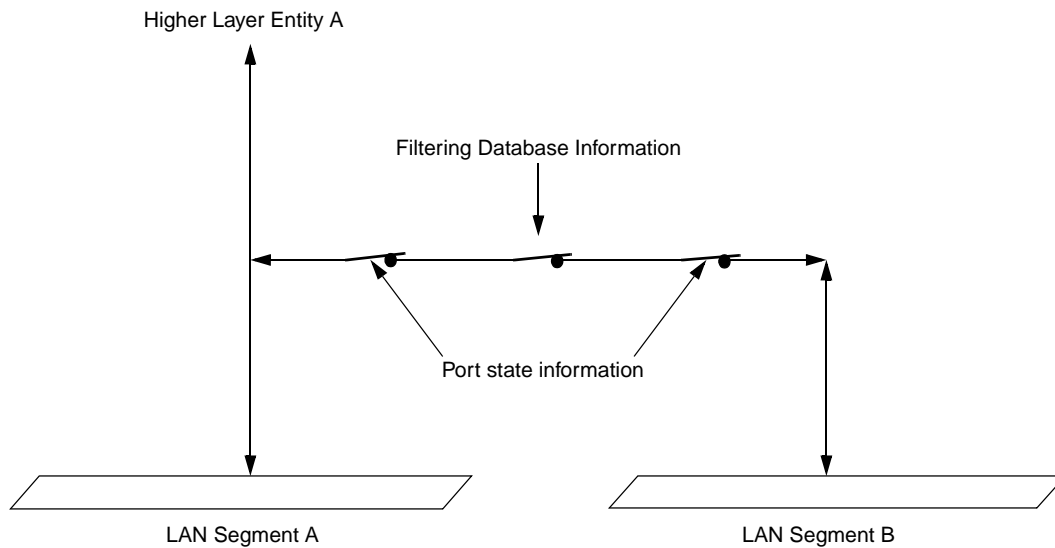 Higher Layer Entity A
Filtering Database Information
Port state information
LAN Segment A
LAN Segment B